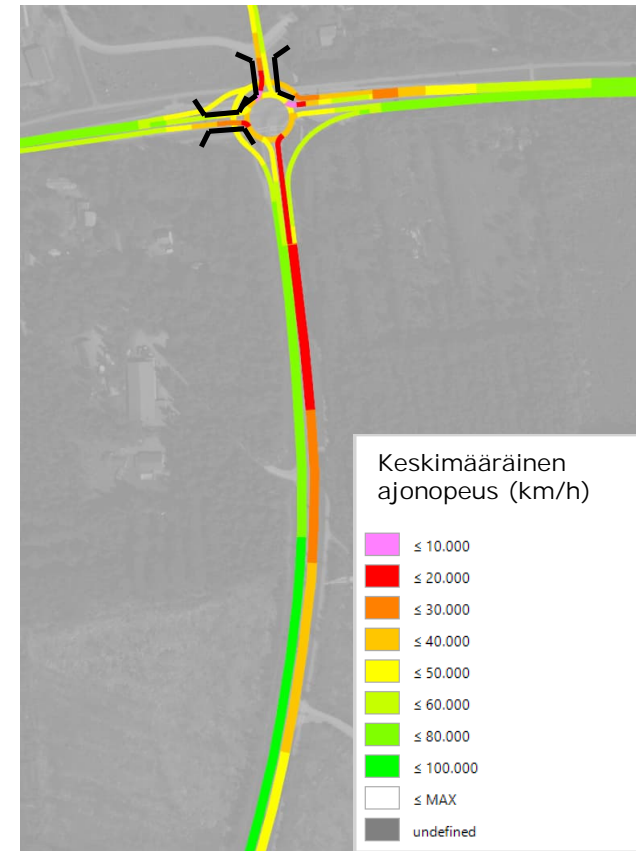 Keskimääräinen
ajonopeus (km/h)
≤ 10.000
≤ 20.000
≤ 30.000
≤ 40.000
≤ 50.000
≤ 60.000
≤ 80.000
≤ 100.000
≤ MAX
undefined